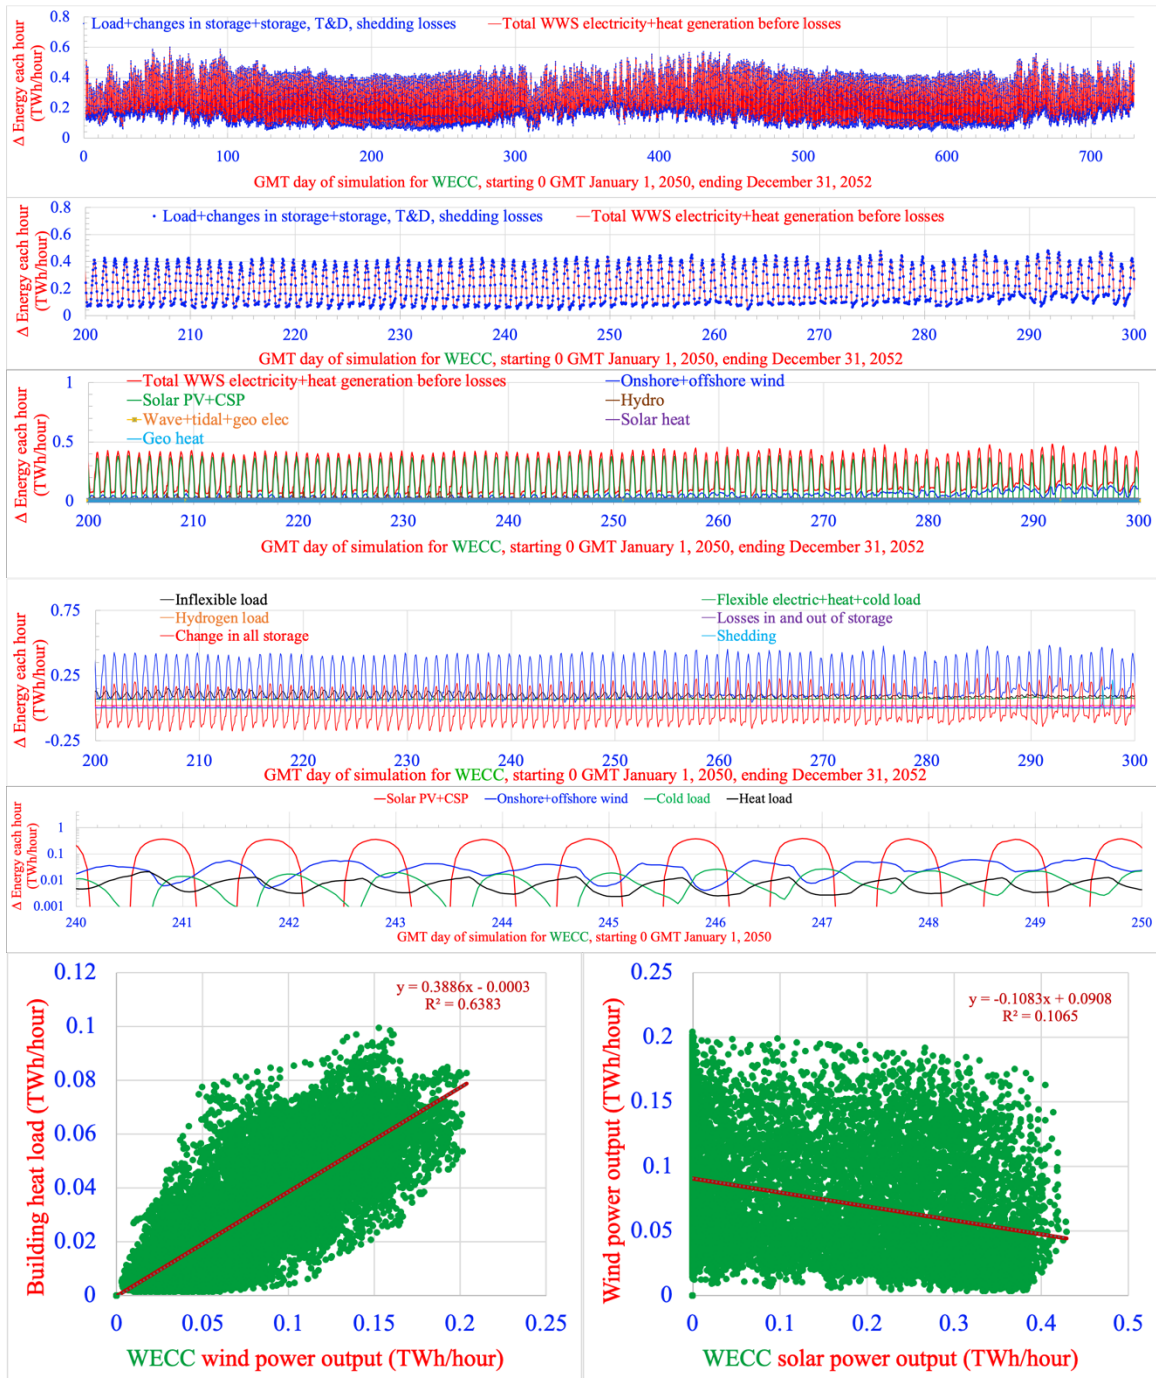 Load+changes in storage+storage, T&D, shedding losses
Total WWS electricity+heat generation before losses
Δ Energy each hour
(TWh/hour)
0.8
0.6
0.4
0.2
0
0 100 200 300 400 500 600 700
GMT day of simulation for WECC, starting 0 GMT January 1, 2050, ending December 31, 2052
Load+changes in storage+storage, T&D, shedding losses
Total WWS electricity+heat generation before losses
Δ Energy each hour
(TWh/hour)
0.8
0.6
0.4
0.2
0
200 210 220 230 240 250 260 270 280 290 300
GMT day of simulation for WECC, starting 0 GMT January 1, 2050, ending December 31, 2052
Total WWS electricity+heat generation before losses
Onshore+offshore wind
Solar PV+CSP
Hydro
Wave+tidal+geo elec
Solar heat
Geo heat
Δ Energy each hour
(TWh/hour)
1
0.5
0
200 210 220 230 240 250 260 270 280 290 300
GMT day of simulation for WECC, starting 0 GMT January 1, 2050, ending December 31, 2052
Inflexible load
Flexible electric+heat+cold load
Hydrogen load
Losses in and out of storage
Change in all storage
Shedding
Δ Energy each hour
(TWh/hour)
0.75
0.25
-0.25
200 210 220 230 240 250 260 270 280 290 300
GMT day of simulation for WECC, starting 0 GMT January 1, 2050, ending December 31, 2052
Solar PV+CSP
Onshore+offshore wind
Cold load
Heat load
Δ Energy each hour
(TWh/hour)
1
0.1
0.01
0.001
240 241 242 243 244 245 246 247 248 249 250
GMT day of simulation for WECC, starting 0 GMT January 1, 2050
Building heat load (TWh/hour)
0.12
0.1
0.08
0.06
0.04
0.02
0
y = 0.3886x - 0.0003
R² = 0.6383
0 0.05 0.1 0.15 0.2 0.25
WECC wind power output (TWh/hour)
Wind power output (TWh/hour)
0.25
0.2
0.15
0.1
0.05
0
y = -0.1083x + 0.0908
R² = 0.1065
0 0.1 0.2 0.3 0.4 0.5
WECC solar power output (TWh/hour)